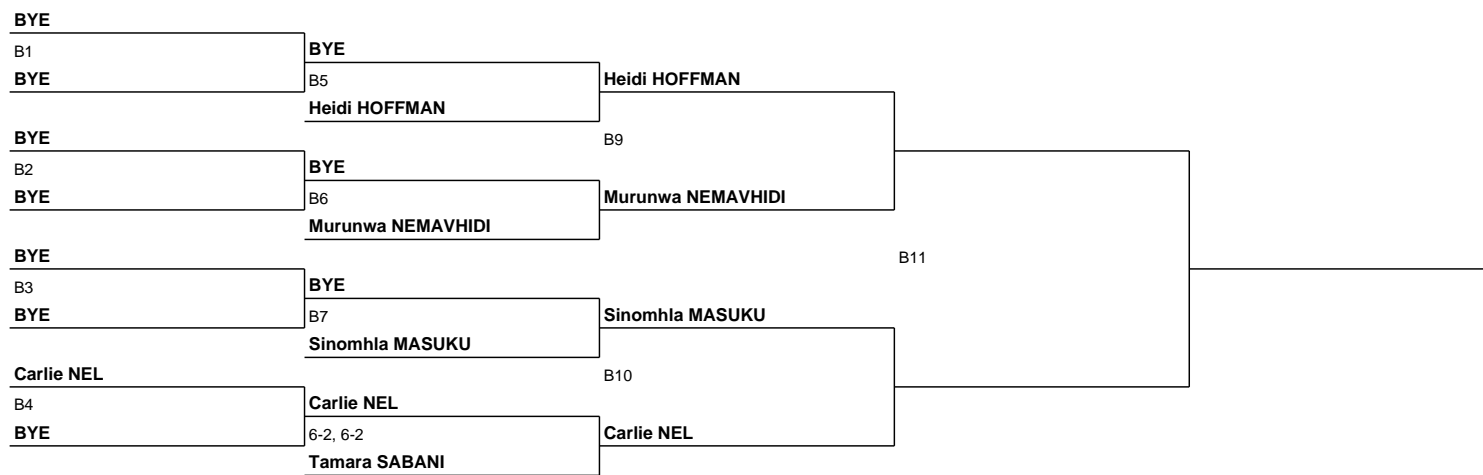 BYE
B1
BYE
BYE
B5
Heidi HOFFMAN
Heidi HOFFMAN
B9
BYE
B2
BYE
BYE
B6
Murunwa NEMAVHIDI
Murunwa NEMAVHIDI
B11
BYE
B3
BYE
BYE
B7
Sinomhla MASUKU
Sinomhla MASUKU
B10
Carlie NEL
B4
BYE
Carlie NEL
6-2, 6-2
Tamara SABANI
Carlie NEL